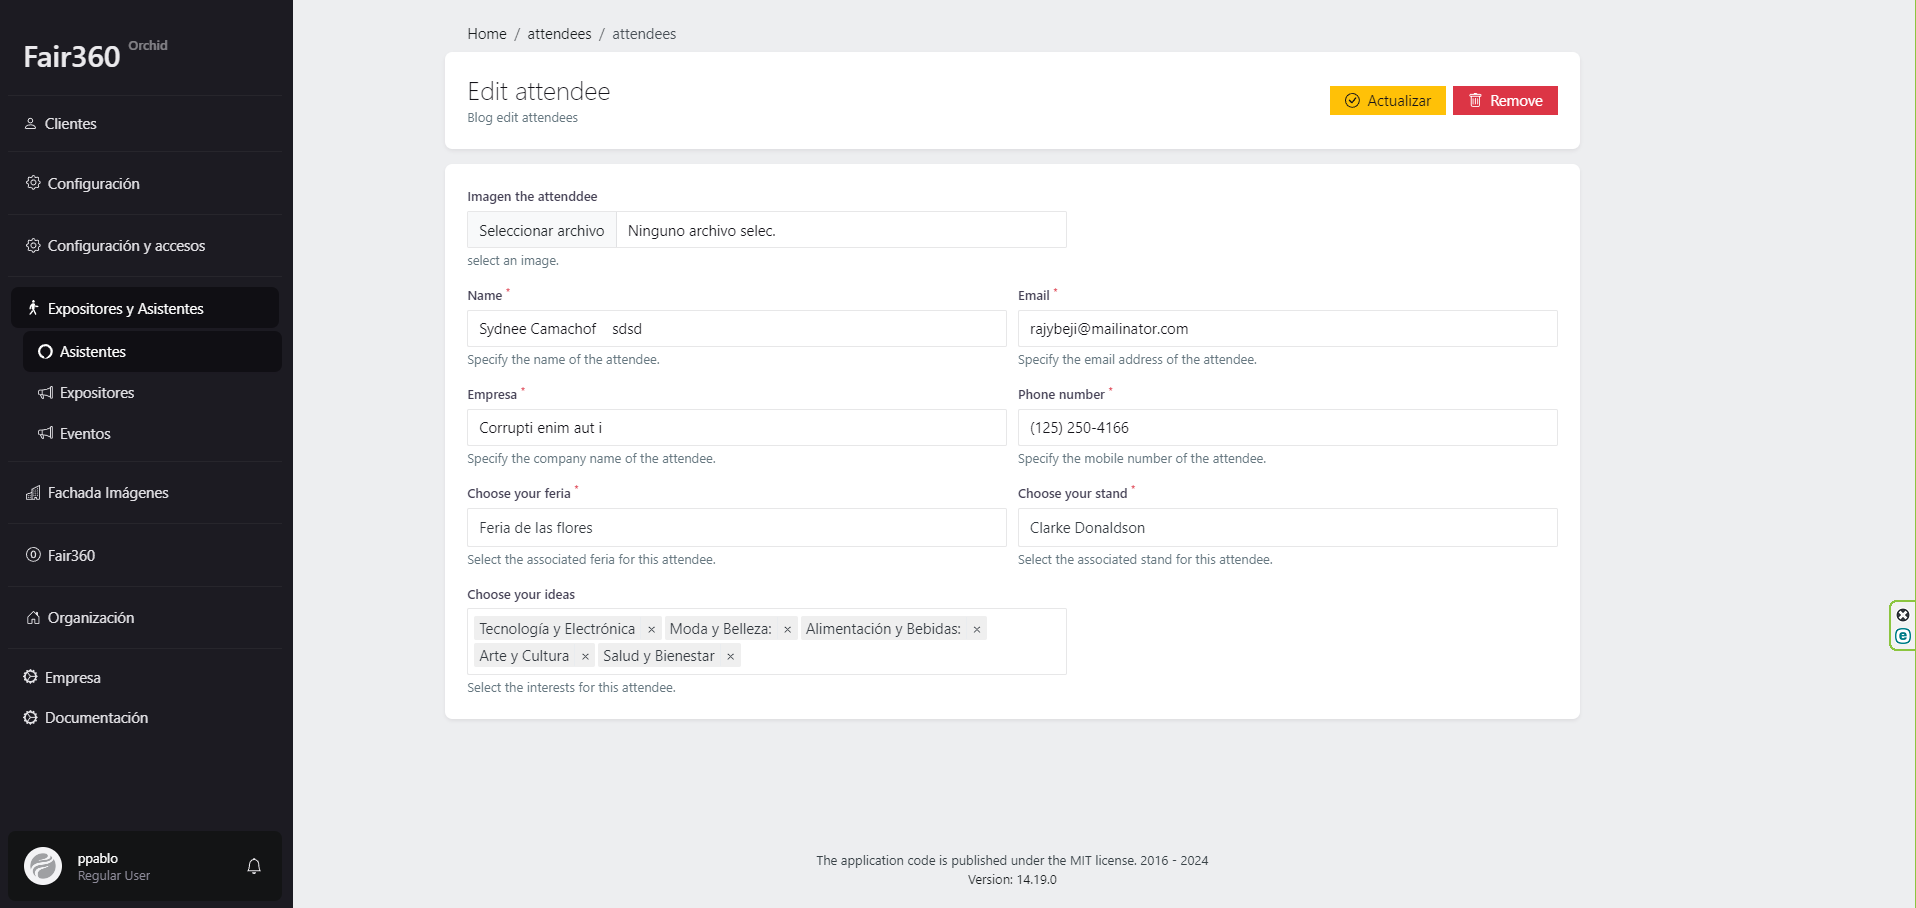 Fair360 Orchid
Clientes
Configuración
Configuración y accesos
Expositores y Asistentes
Asistentes
Expositores
Eventos
Fachada Imágenes
Fair360
Organización
Empresa
Documentación
ppablo
Regular User
Home / attendees / attendees
Edit attendee
Blog edit attendees
Actualizar
Remove
Imagen the attenddee
Seleccionar archivo Ninguno archivo selec.
select an image.
Name *
Sydnee Camachof sdsd
Specify the name of the attendee.
Email *
rajybeji@mailinator.com
Specify the email address of the attendee.
Empresa *
Corrupti enim aut i
Specify the company name of the attendee.
Phone number *
(125) 250-4166
Specify the mobile number of the attendee.
Choose your feria *
Feria de las flores
Select the associated feria for this attendee.
Choose your stand *
Clarke Donaldson
Select the associated stand for this attendee.
Choose your ideas
Tecnología y Electrónica × Moda y Belleza: × Alimentación y Bebidas: ×
Arte y Cultura × Salud y Bienestar ×
Select the interests for this attendee.
The application code is published under the MIT license. 2016 - 2024
Version: 14.19.0